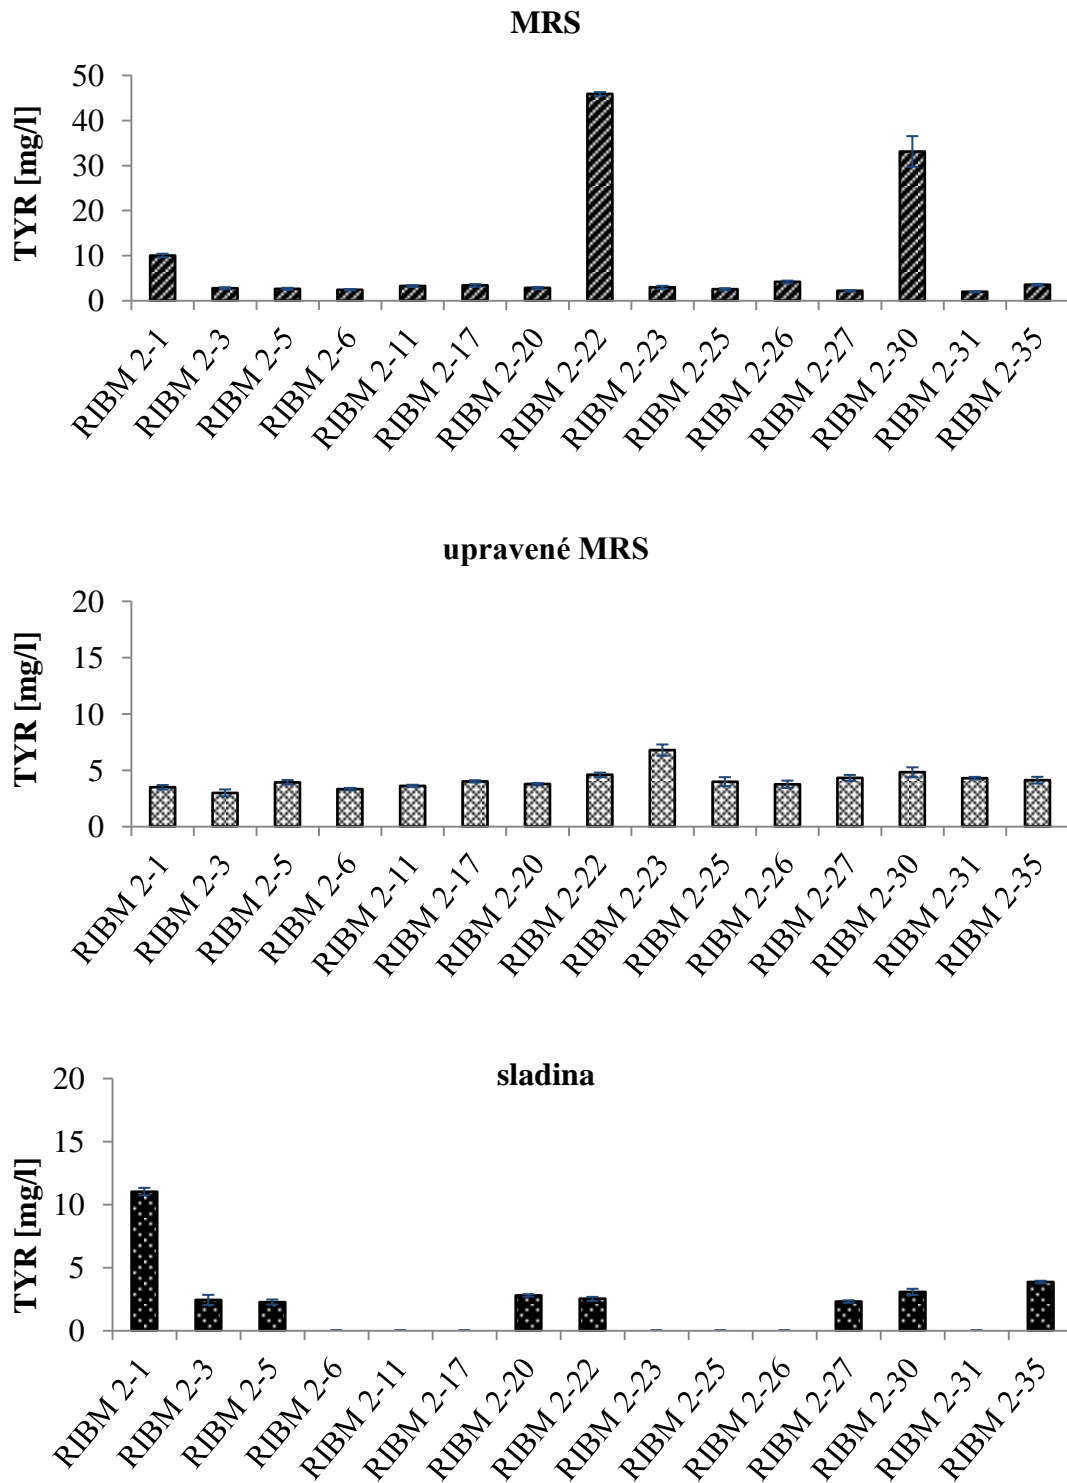 MRS
TYR [mg/l]
50
40
30
20
10
0
RIBM 2-1
RIBM 2-3
RIBM 2-5
RIBM 2-6
RIBM 2-11
RIBM 2-17
RIBM 2-20
RIBM 2-22
RIBM 2-23
RIBM 2-25
RIBM 2-26
RIBM 2-27
RIBM 2-30
RIBM 2-31
RIBM 2-35
upravené MRS
TYR [mg/l]
20
15
10
5
0
RIBM 2-1
RIBM 2-3
RIBM 2-5
RIBM 2-6
RIBM 2-11
RIBM 2-17
RIBM 2-20
RIBM 2-22
RIBM 2-23
RIBM 2-25
RIBM 2-26
RIBM 2-27
RIBM 2-30
RIBM 2-31
RIBM 2-35
sladina
TYR [mg/l]
20
15
10
5
0
RIBM 2-1
RIBM 2-3
RIBM 2-5
RIBM 2-6
RIBM 2-11
RIBM 2-17
RIBM 2-20
RIBM 2-22
RIBM 2-23
RIBM 2-25
RIBM 2-26
RIBM 2-27
RIBM 2-30
RIBM 2-31
RIBM 2-35